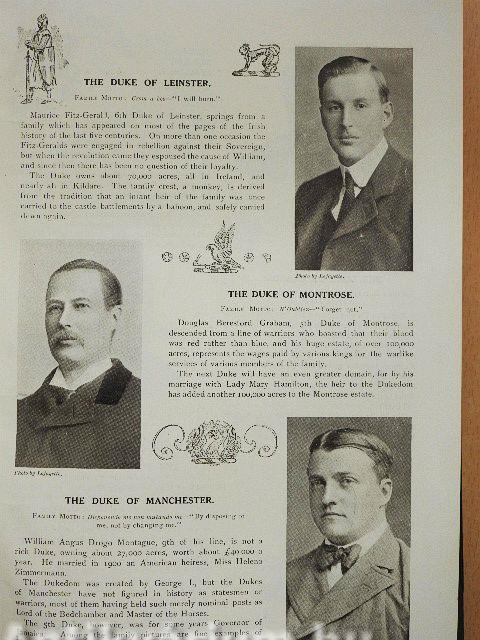 THE DUKE OF LEINSTER.
FAMILY MOTTO: Crom a boo—"I will burn."
Maurice Fitz-Gerald, 6th Duke of Leinster, springs from a
family which has appeared on most of the pages of the Irish
history of the last five centuries. On more than one occasion the
Fitz-Geralds were engaged in rebellion against their Sovereign,
but when the revolution came they espoused the cause of William,
and since then there has been no question of their loyalty.
The Duke owns about 70,000 acres, all in Ireland, and
nearly all in Kildare. The family crest, a monkey, is derived
from the tradition that an infant heir of the family was once
carried to the castle battlements by a baboon, and safely carried
down again.
Photo by Lafayette.
THE DUKE OF MONTROSE.
FAMILY MOTTO: N'Oubliez—"Forget not."
Douglas Beresford Graham, 5th Duke of Montrose, is
descended from a line of warriors who boasted that their blood
was red rather than blue, and his huge estate, of over 100,000
acres, represents the wages paid by various kings for the warlike
services of various members of the family.
The next Duke will have an even greater domain, for by his
marriage with Lady Mary Hamilton, the heir to the Dukedom
has added another 100,000 acres to the Montrose estate.
Photo by Lafayette.
THE DUKE OF MANCHESTER.
FAMILY MOTTO: Disponendo me non mutando me—"By disposing of
me, not by changing me."
William Angus Drogo Montague, 9th of his line, is not a
rich Duke, owning about 27,000 acres, worth about £40,000 a
year. He married in 1900 an American heiress, Miss Helena
Zimmermann.
The Dukedom was created by George I., but the Dukes
of Manchester have not figured in history as statesmen or
warriors, most of them having held such merely nominal posts as
Lord of the Bedchamber and Master of the Horses.
The 5th Duke, however, was for some years Governor of
Jamaica. Among the family pictures are fine examples of